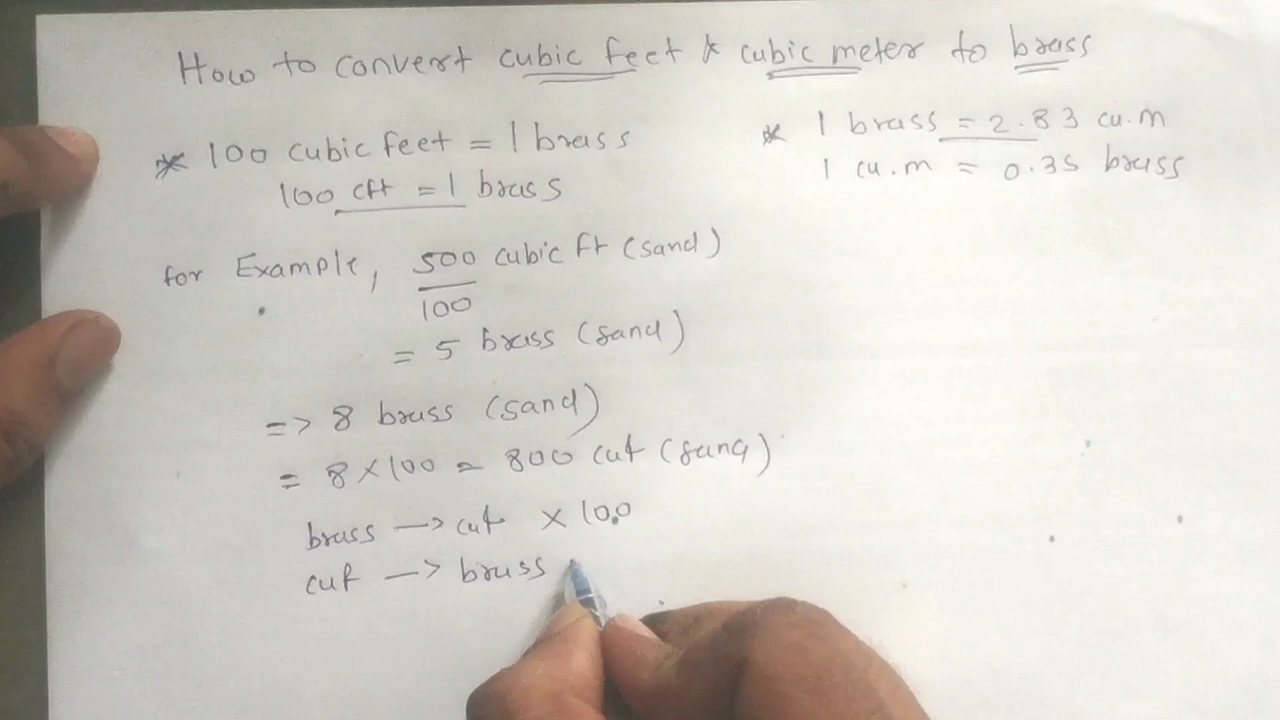 How to convert cubic feet & cubic meter to brass
* 100 cubic feet = 1 brass
100 cft = 1 brass
* 1 brass = 2.83 cu.m
1 cu.m = 0.35 brass
for Example, 500 cubic ft (sand)
100
= 5 brass (sand)
=> 8 brass (sand)
= 8 × 100 = 800 cuf (sand)
brass → cuf × 100
cuf → brass